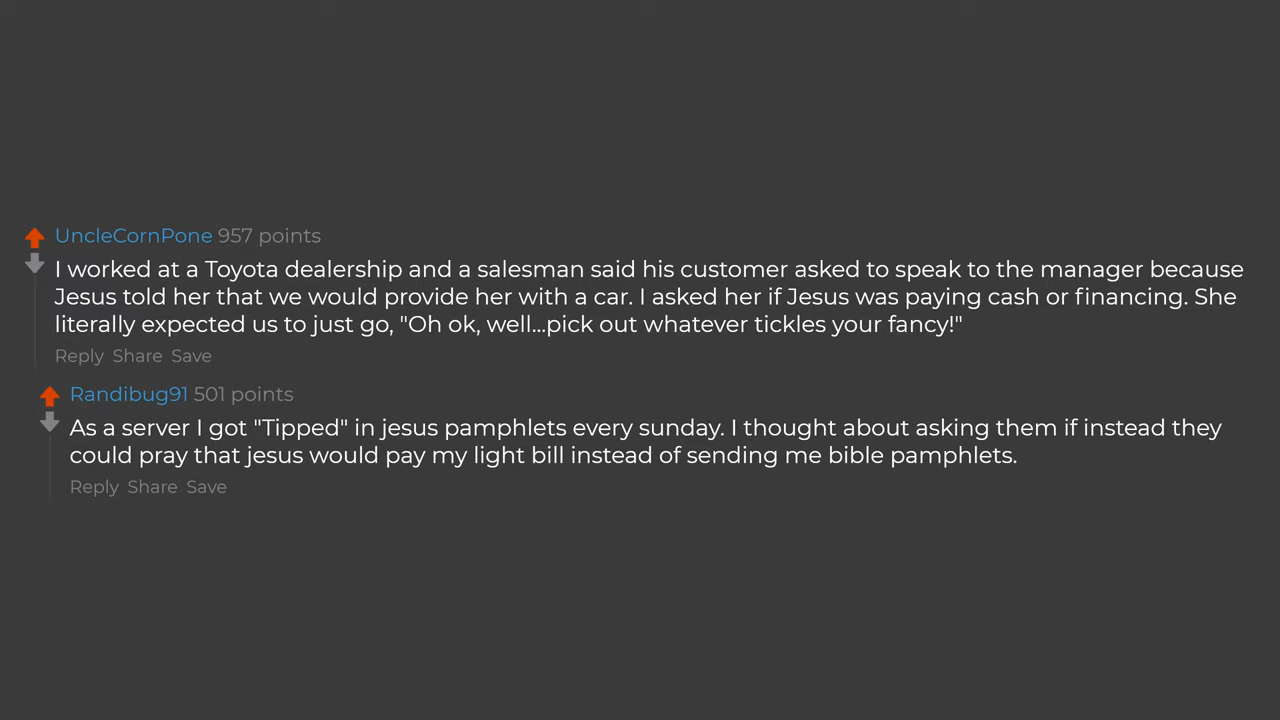 UncleCornPone 957 points
I worked at a Toyota dealership and a salesman said his customer asked to speak to the manager because
Jesus told her that we would provide her with a car. I asked her if Jesus was paying cash or financing. She
literally expected us to just go, "Oh ok, well...pick out whatever tickles your fancy!"
Reply Share Save
Randibug91 501 points
As a server I got "Tipped" in jesus pamphlets every sunday. I thought about asking them if instead they
could pray that jesus would pay my light bill instead of sending me bible pamphlets.
Reply Share Save